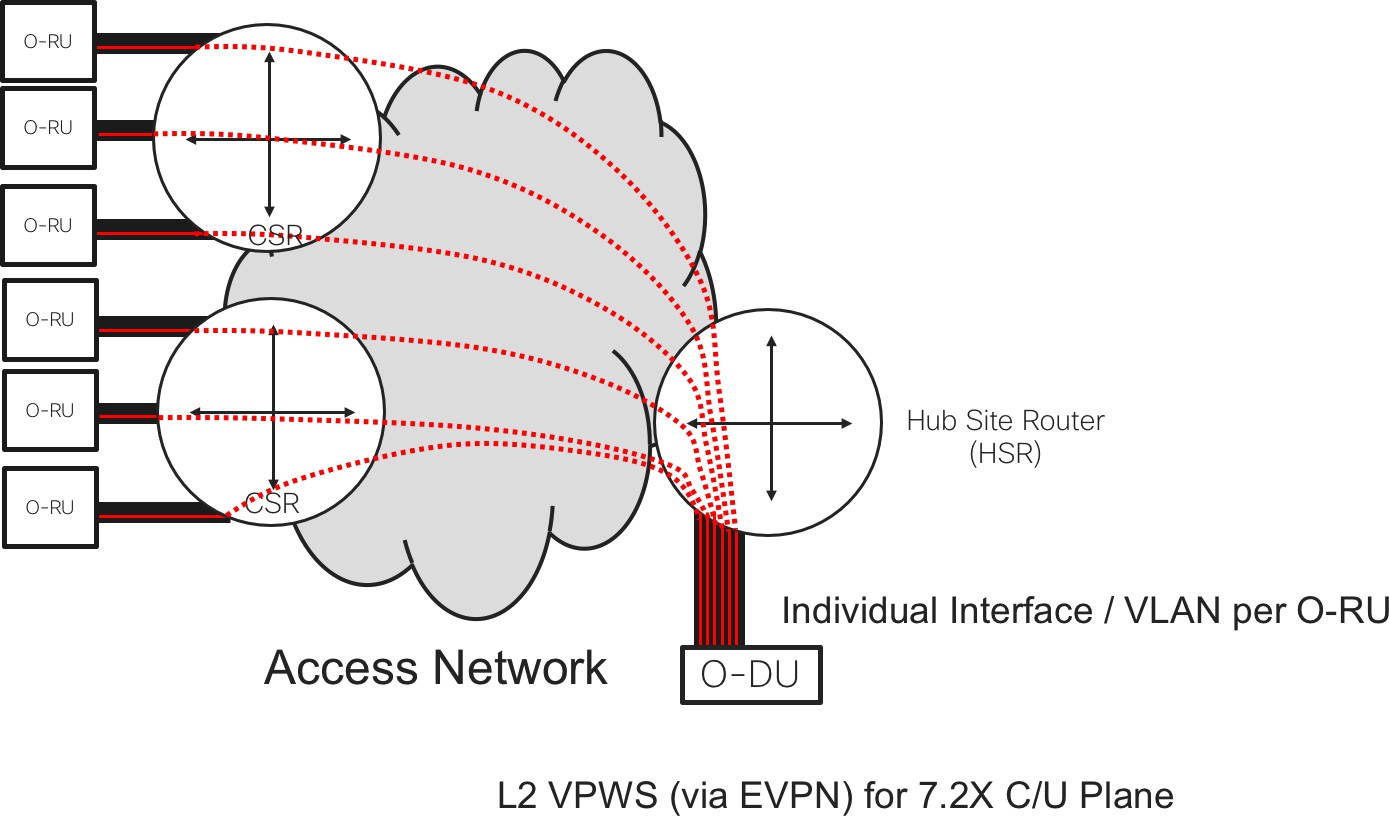 O-RU
O-RU
O-RU
CSR
O-RU
O-RU
O-RU
CSR
Hub Site Router
(HSR)
Individual Interface / VLAN per O-RU
Access Network
O-DU
L2 VPWS (via EVPN) for 7.2X C/U Plane